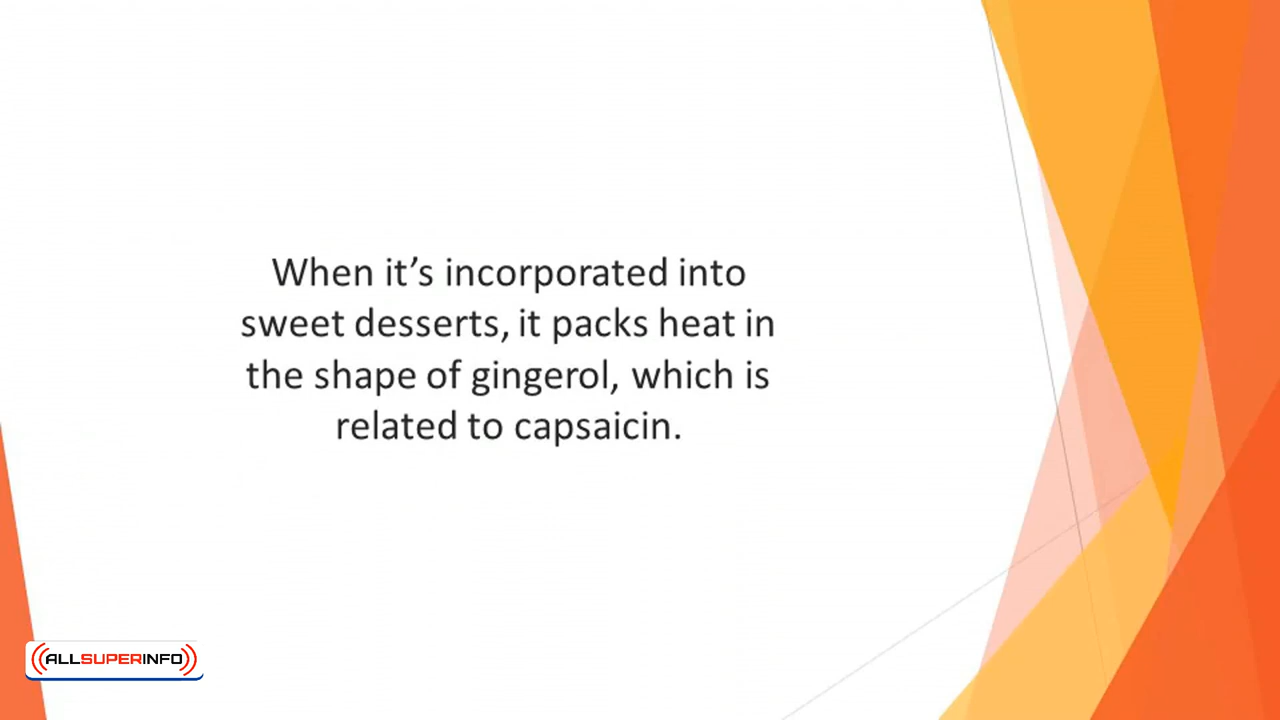 When it’s incorporated into
sweet desserts, it packs heat in
the shape of gingerol, which is
related to capsaicin.
ALLSUPERINFO